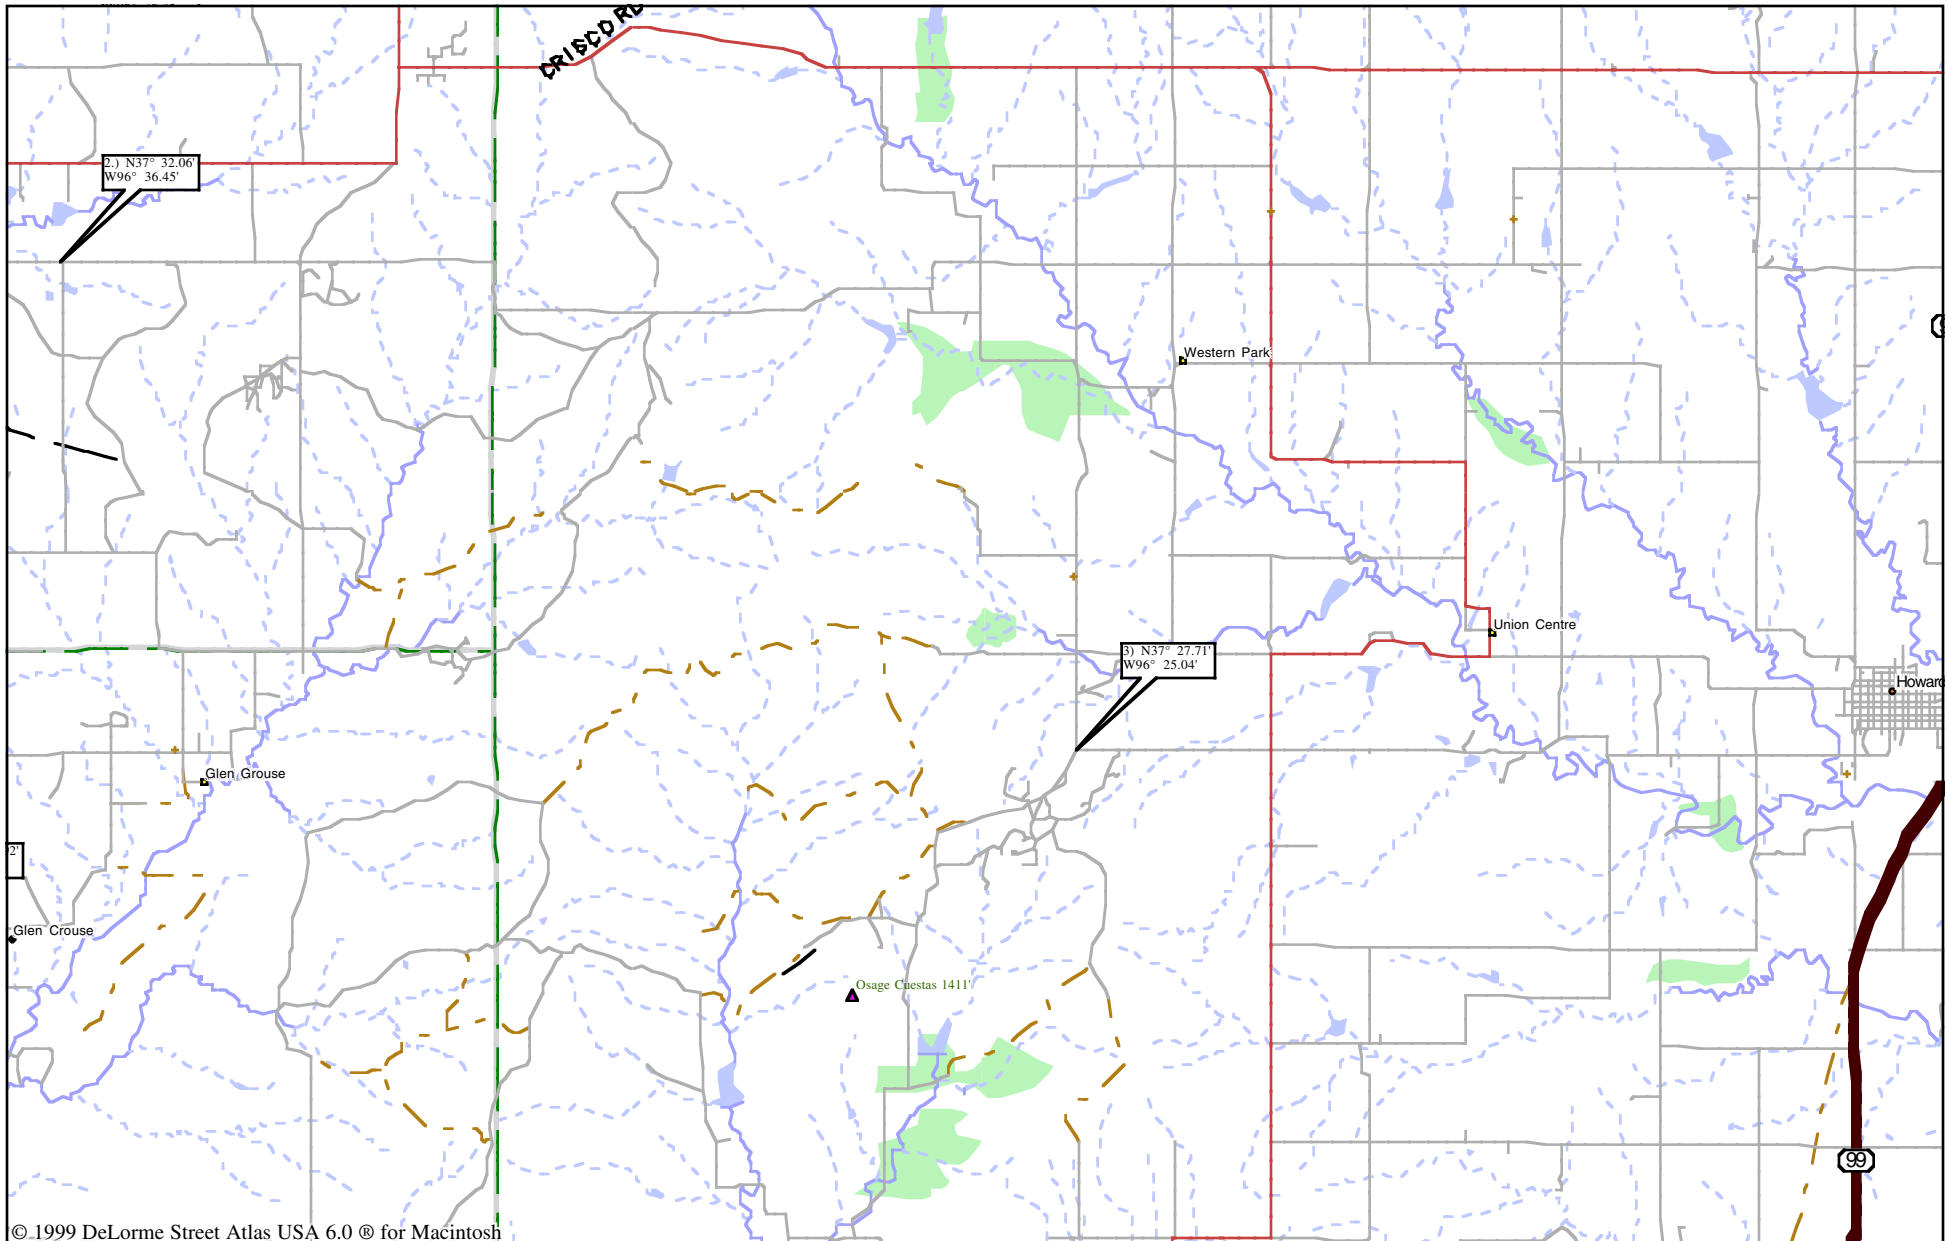 CRISCO RD
2.) N37° 32.06'
W96° 36.45'
Western Park
Union Centre
3) N37° 27.71'
W96° 25.04'
Howard
Glen Grouse
2'
Glen Crouse
Osage Cuestas 1411'
99
© 1999 DeLorme Street Atlas USA 6.0 ® for Macintosh